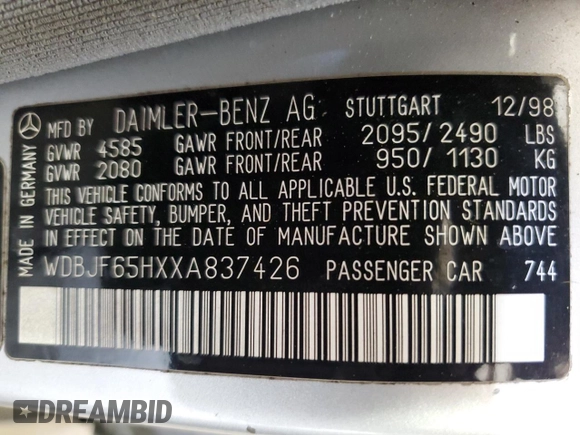 MFD BY DAIMLER-BENZ AG STUTTGART 12/98
GVWR 4585 GAWR FRONT/REAR 2095/2490 LBS
GVWR 2080 GAWR FRONT/REAR 950/1130 KG
THIS VEHICLE CONFORMS TO ALL APPLICABLE U.S. FEDERAL MOTOR
VEHICLE SAFETY, BUMPER, AND THEFT PREVENTION STANDARDS
IN EFFECT ON THE DATE OF MANUFACTURE SHOWN ABOVE
WDBJF65HXXA837426 PASSENGER CAR 744
MADE IN GERMANY
DREAMBID